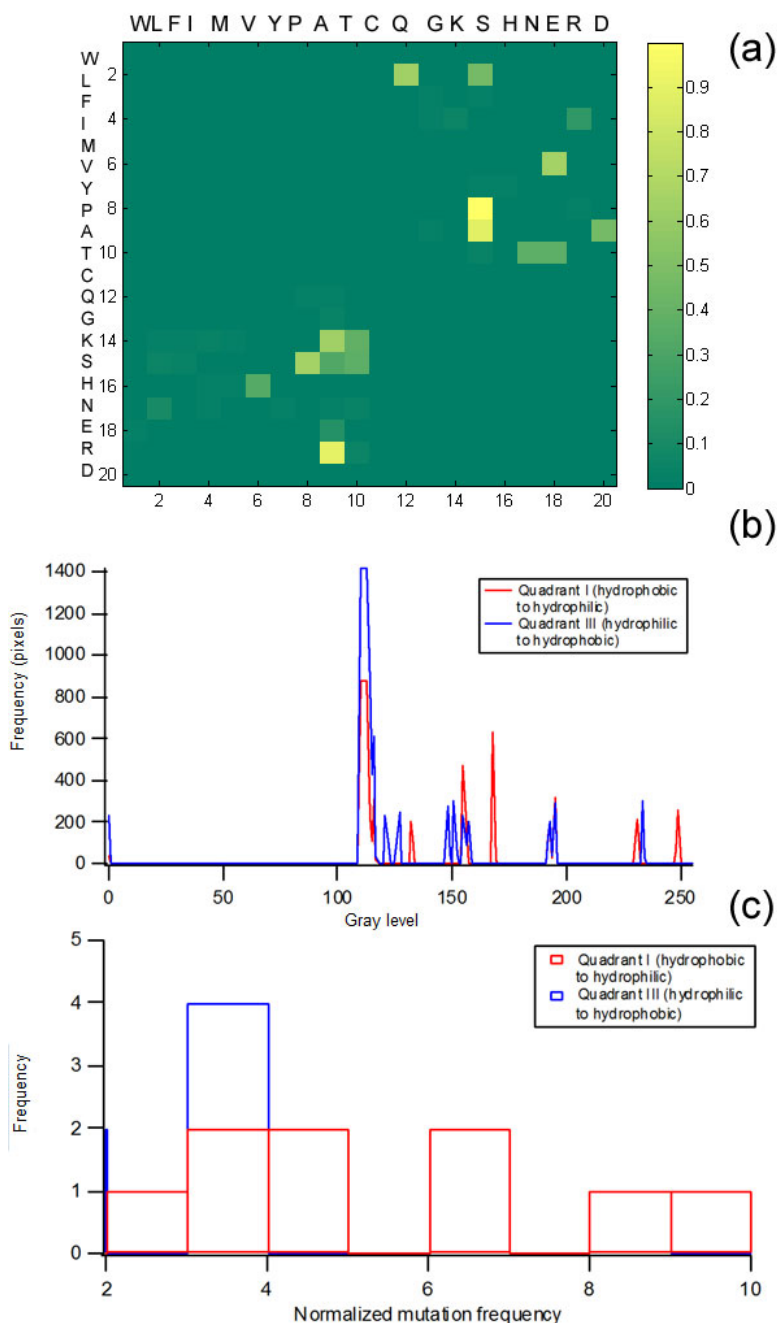 WLFI M V YPA T C Q G K S H N E R D
(a)
W
L 2
F
I 4
M
V 6
Y
P 8
A
T 10
C
Q 12
G
K 14
S
H 16
N
E 18
R
D 20
2 4 6 8 10 12 14 16 18 20
0.9
0.8
0.7
0.6
0.5
0.4
0.3
0.2
0.1
0
(b)
Frequency (pixels)
1400
1200
1000
800
600
400
200
0
Quadrant I (hydrophobic
to hydrophilic)
Quadrant III (hydrophilic
to hydrophobic)
0 50 100 150 200 250
Gray level
(c)
Frequency
5
4
3
2
1
0
Quadrant I (hydrophobic
to hydrophilic)
Quadrant III (hydrophilic
to hydrophobic)
2 4 6 8 10
Normalized mutation frequency